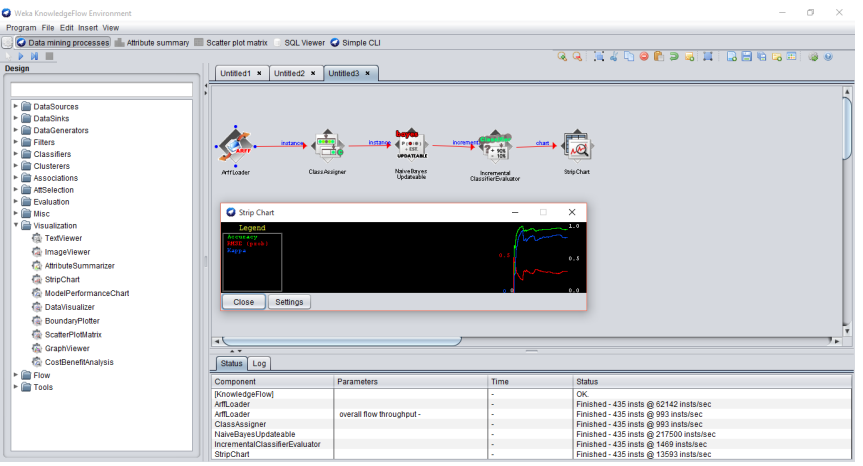 Weka KnowledgeFlow Environment
Program File Edit Insert View
Data mining processes Attribute summary Scatter plot matrix SQL Viewer Simple CLI
Design
Untitled1 Untitled2 Untitled3
DataSources
DataSinks
DataGenerators
Filters
Classifiers
Clusterers
Associations
AttSelection
Evaluation
Misc
Visualization
TextViewer
ImageViewer
AttributeSummarizer
StripChart
ModelPerformanceChart
DataVisualizer
BoundaryPlotter
ScatterPlotMatrix
GraphViewer
CostBenefitAnalysis
Flow
Tools
instance instance increment chart
ARFF
bayes
UPDATEABLE
ArffLoader
ClassAssigner
NaiveBayes
Updateable
Incremental
ClassifierEvaluator
StripChart
Strip Chart
Legend
Accuracy
RMSE (prob)
Kappa
1.0
0.5
0.0
Close Settings
Status Log
Component Parameters Time Status
[KnowledgeFlow] - OK.
ArffLoader - Finished - 435 insts @ 62142 insts/sec
ArffLoader overall flow throughput - - Finished - 435 insts @ 993 insts/sec
ClassAssigner - Finished - 435 insts @ 993 insts/sec
NaiveBayesUpdateable - Finished - 435 insts @ 217500 insts/sec
IncrementalClassifierEvaluator - Finished - 435 insts @ 1469 insts/sec
StripChart - Finished - 435 insts @ 13593 insts/sec